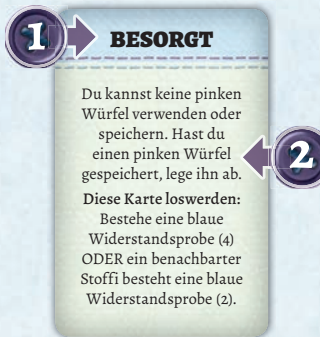 1
BESORGT
Du kannst keine pinken
Würfel verwenden oder
speichern. Hast du
einen pinken Würfel
gespeichert, lege ihn ab.
2
Diese Karte loswerden:
Bestehe eine blaue
Widerstandsprobe (4)
ODER ein benachbarter
Stoffi besteht eine blaue
Widerstandsprobe (2).